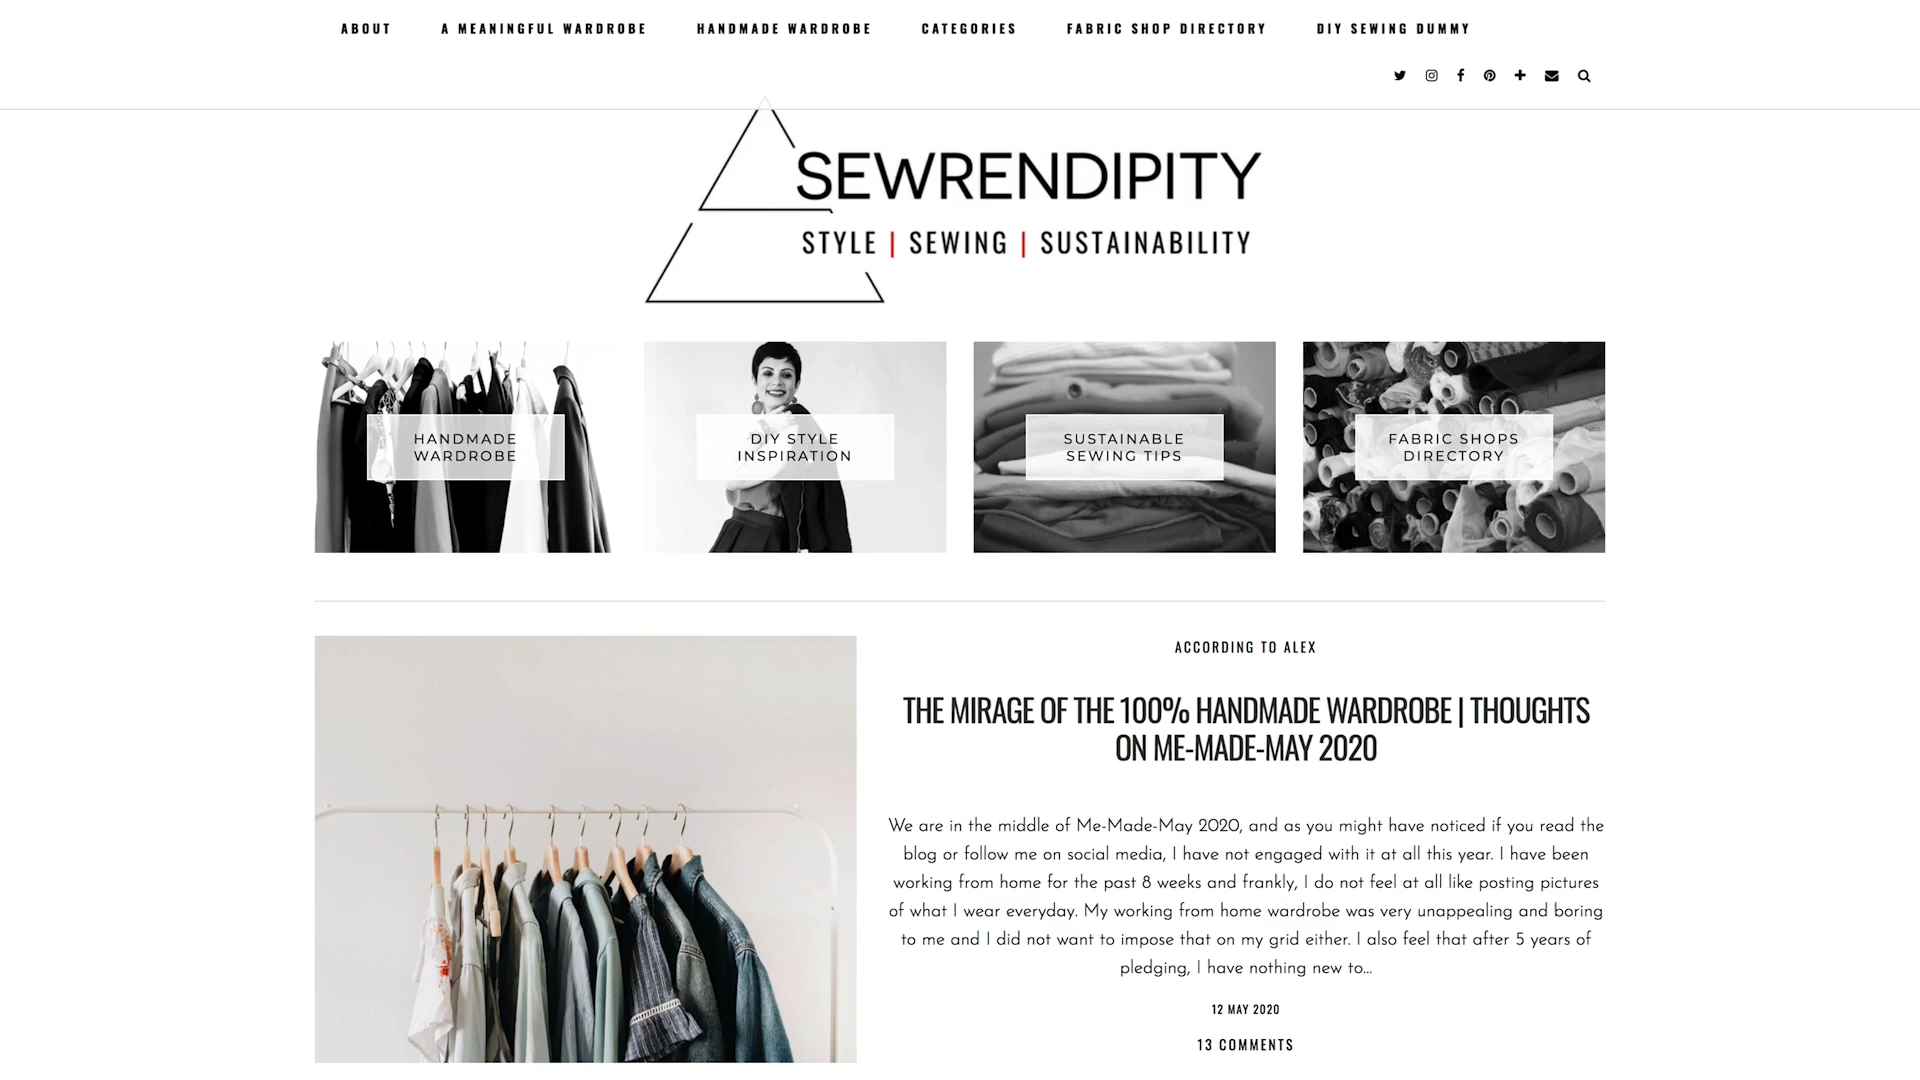 ABOUT
A MEANINGFUL WARDROBE
HANDMADE WARDROBE
CATEGORIES
FABRIC SHOP DIRECTORY
DIY SEWING DUMMY
SEWRENDIPITY
STYLE | SEWING | SUSTAINABILITY
HANDMADE
WARDROBE
DIY STYLE
INSPIRATION
SUSTAINABLE
SEWING TIPS
FABRIC SHOPS
DIRECTORY
ACCORDING TO ALEX
THE MIRAGE OF THE 100% HANDMADE WARDROBE | THOUGHTS
ON ME-MADE-MAY 2020
We are in the middle of Me-Made-May 2020, and as you might have noticed if you read the
blog or follow me on social media, I have not engaged with it at all this year. I have been
working from home for the past 8 weeks and frankly, I do not feel at all like posting pictures
of what I wear everyday. My working from home wardrobe was very unappealing and boring
to me and I did not want to impose that on my grid either. I also feel that after 5 years of
pledging, I have nothing new to...
12 MAY 2020
13 COMMENTS